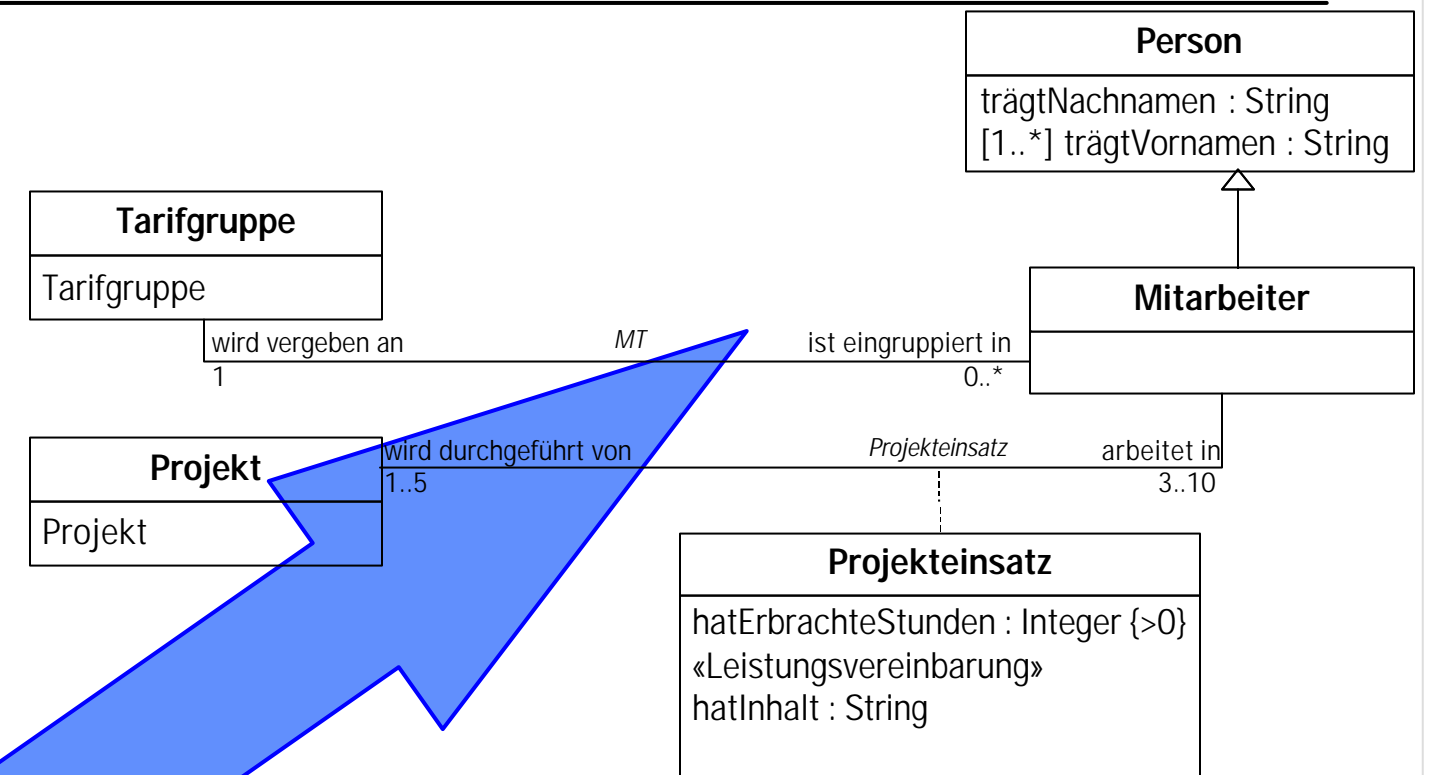 Person
trägtNachnamen : String
[1..*] trägtVornamen : String
Tarifgruppe
Tarifgruppe
Mitarbeiter
wird vergeben an
MT
ist eingruppiert in
1
0..*
Projekt
Projekt
wird durchgeführt von
Projekteinsatz
arbeitet in
1..5
3..10
Projekteinsatz
hatErbrachteStunden : Integer {>0}
«Leistungsvereinbarung»
hatInhalt : String